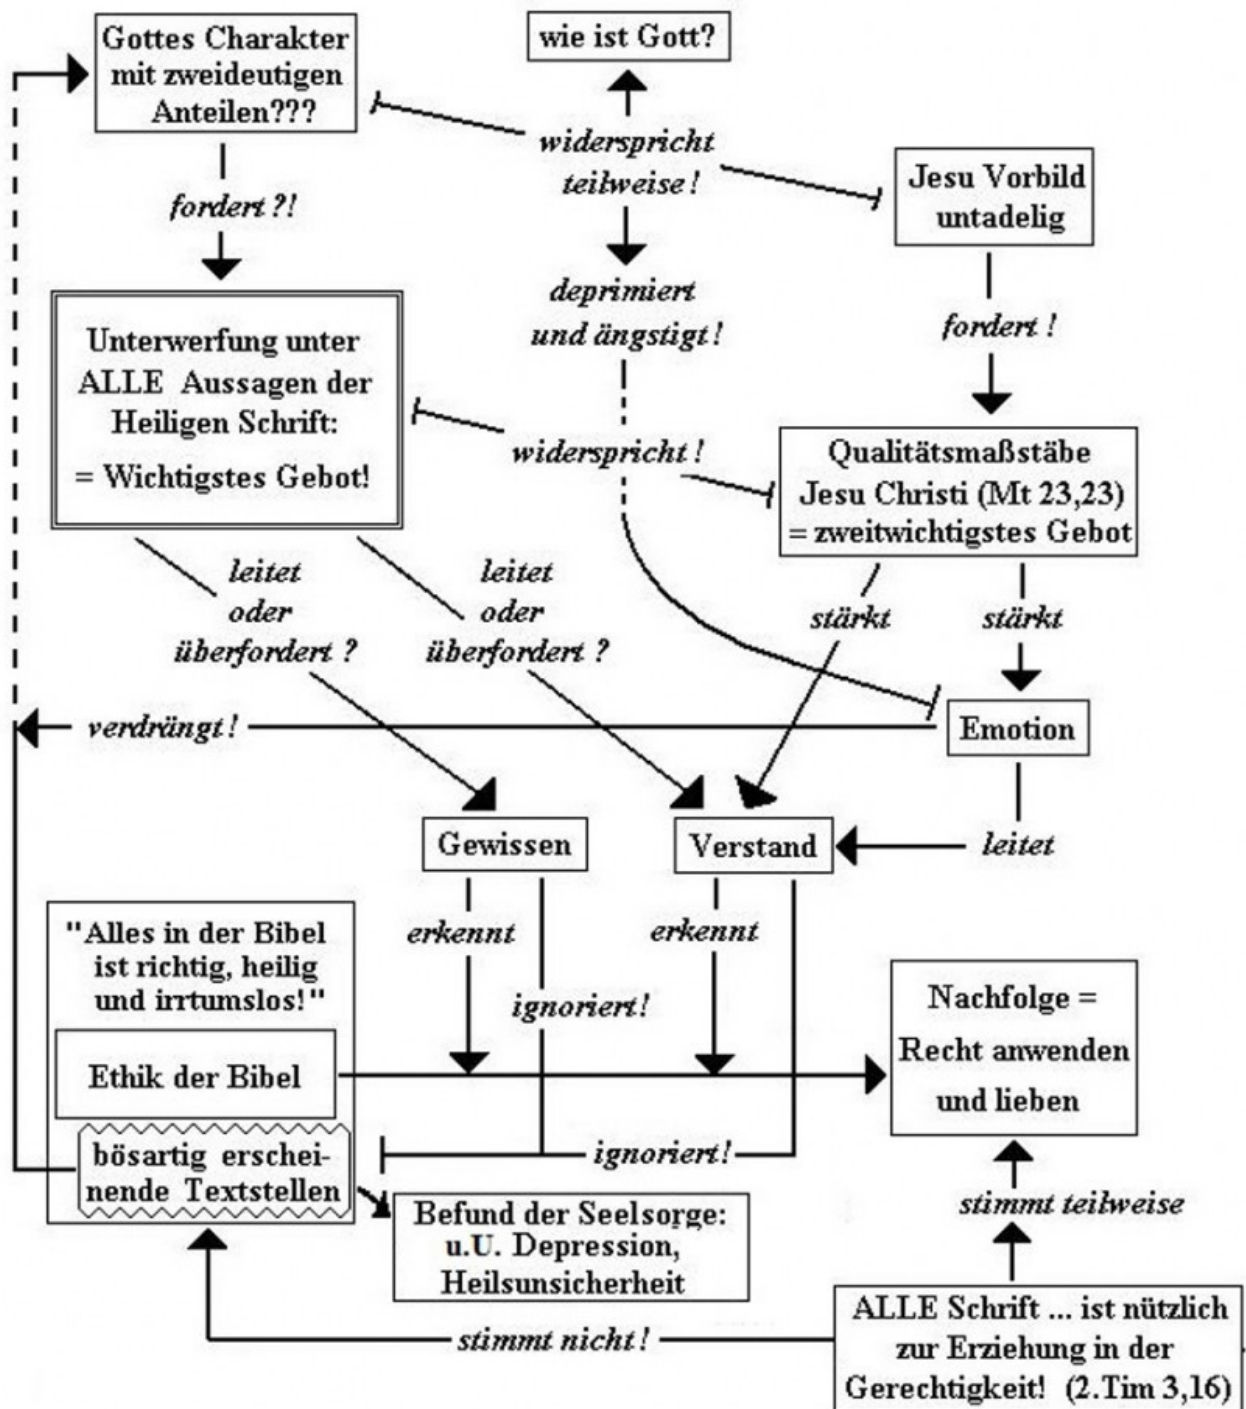 Gottes Charakter
mit zweideutigen
Anteilen???
wie ist Gott?
widerspricht
teilweise!
Jesu Vorbild
untadelig
fordert ?!
deprimiert
und ängstigt!
fordert !
Unterwerfung unter
ALLE Aussagen der
Heiligen Schrift:
= Wichtigstes Gebot!
widerspricht !
Qualitätsmaßstäbe
Jesu Christi (Mt 23,23)
= zweitwichtigstes Gebot
leitet
oder
überfordert ?
leitet
oder
überfordert ?
stärkt
stärkt
verdrängt!
Emotion
Gewissen
Verstand
leitet
erkennt
erkennt
"Alles in der Bibel
ist richtig, heilig
und irrtumslos!"
ignoriert!
Nachfolge =
Recht anwenden
und lieben
Ethik der Bibel
bösartig erschei-
nende Textstellen
ignoriert!
Befund der Seelsorge:
u.U. Depression,
Heilsunsicherheit
stimmt teilweise
stimmt nicht!
ALLE Schrift ... ist nützlich
zur Erziehung in der
Gerechtigkeit! (2.Tim 3,16)